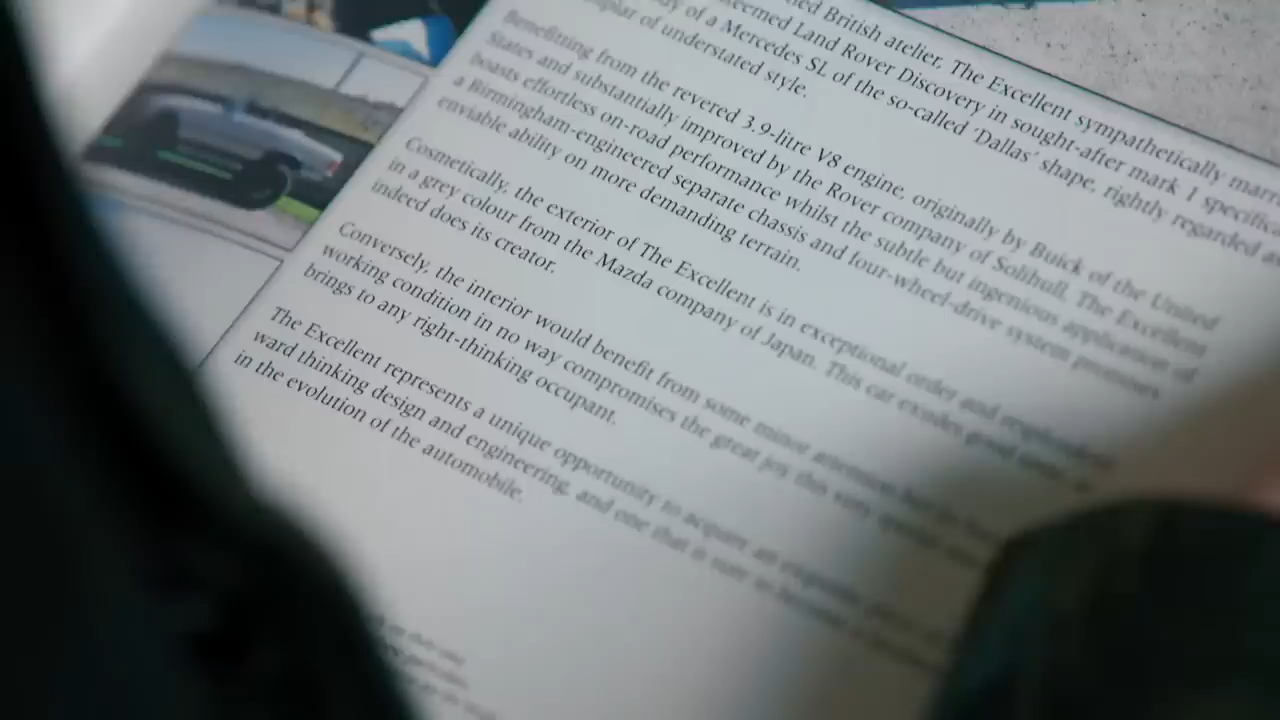 ed British atelier, The Excellent sympathetically
eemed Land Rover Discovery in sought-after mark 1
y of a Mercedes SL of the so-called ‘Dallas’ shape, rightly regarded
of understated style.
Benefitting from the revered 3.9-litre V8 engine, originally by Buick of the United
States and substantially improved by the Rover company of Solihull, The Excellent
boasts effortless on-road performance whilst the subtle but ingenious application of
a Birmingham-engineered separate chassis and four-wheel-drive system promises
enviable ability on more demanding terrain.
Cosmetically, the exterior of The Excellent is in exceptional order and
in a grey colour from the Mazda company of Japan. This car exudes good
indeed does its creator.
Conversely, the interior would benefit from some minor attention
working condition in no way compromises the great joy this very special
brings to any right-thinking occupant.
The Excellent represents a unique opportunity to acquire an
ward thinking design and engineering, and one that is sure to become a
in the evolution of the automobile.